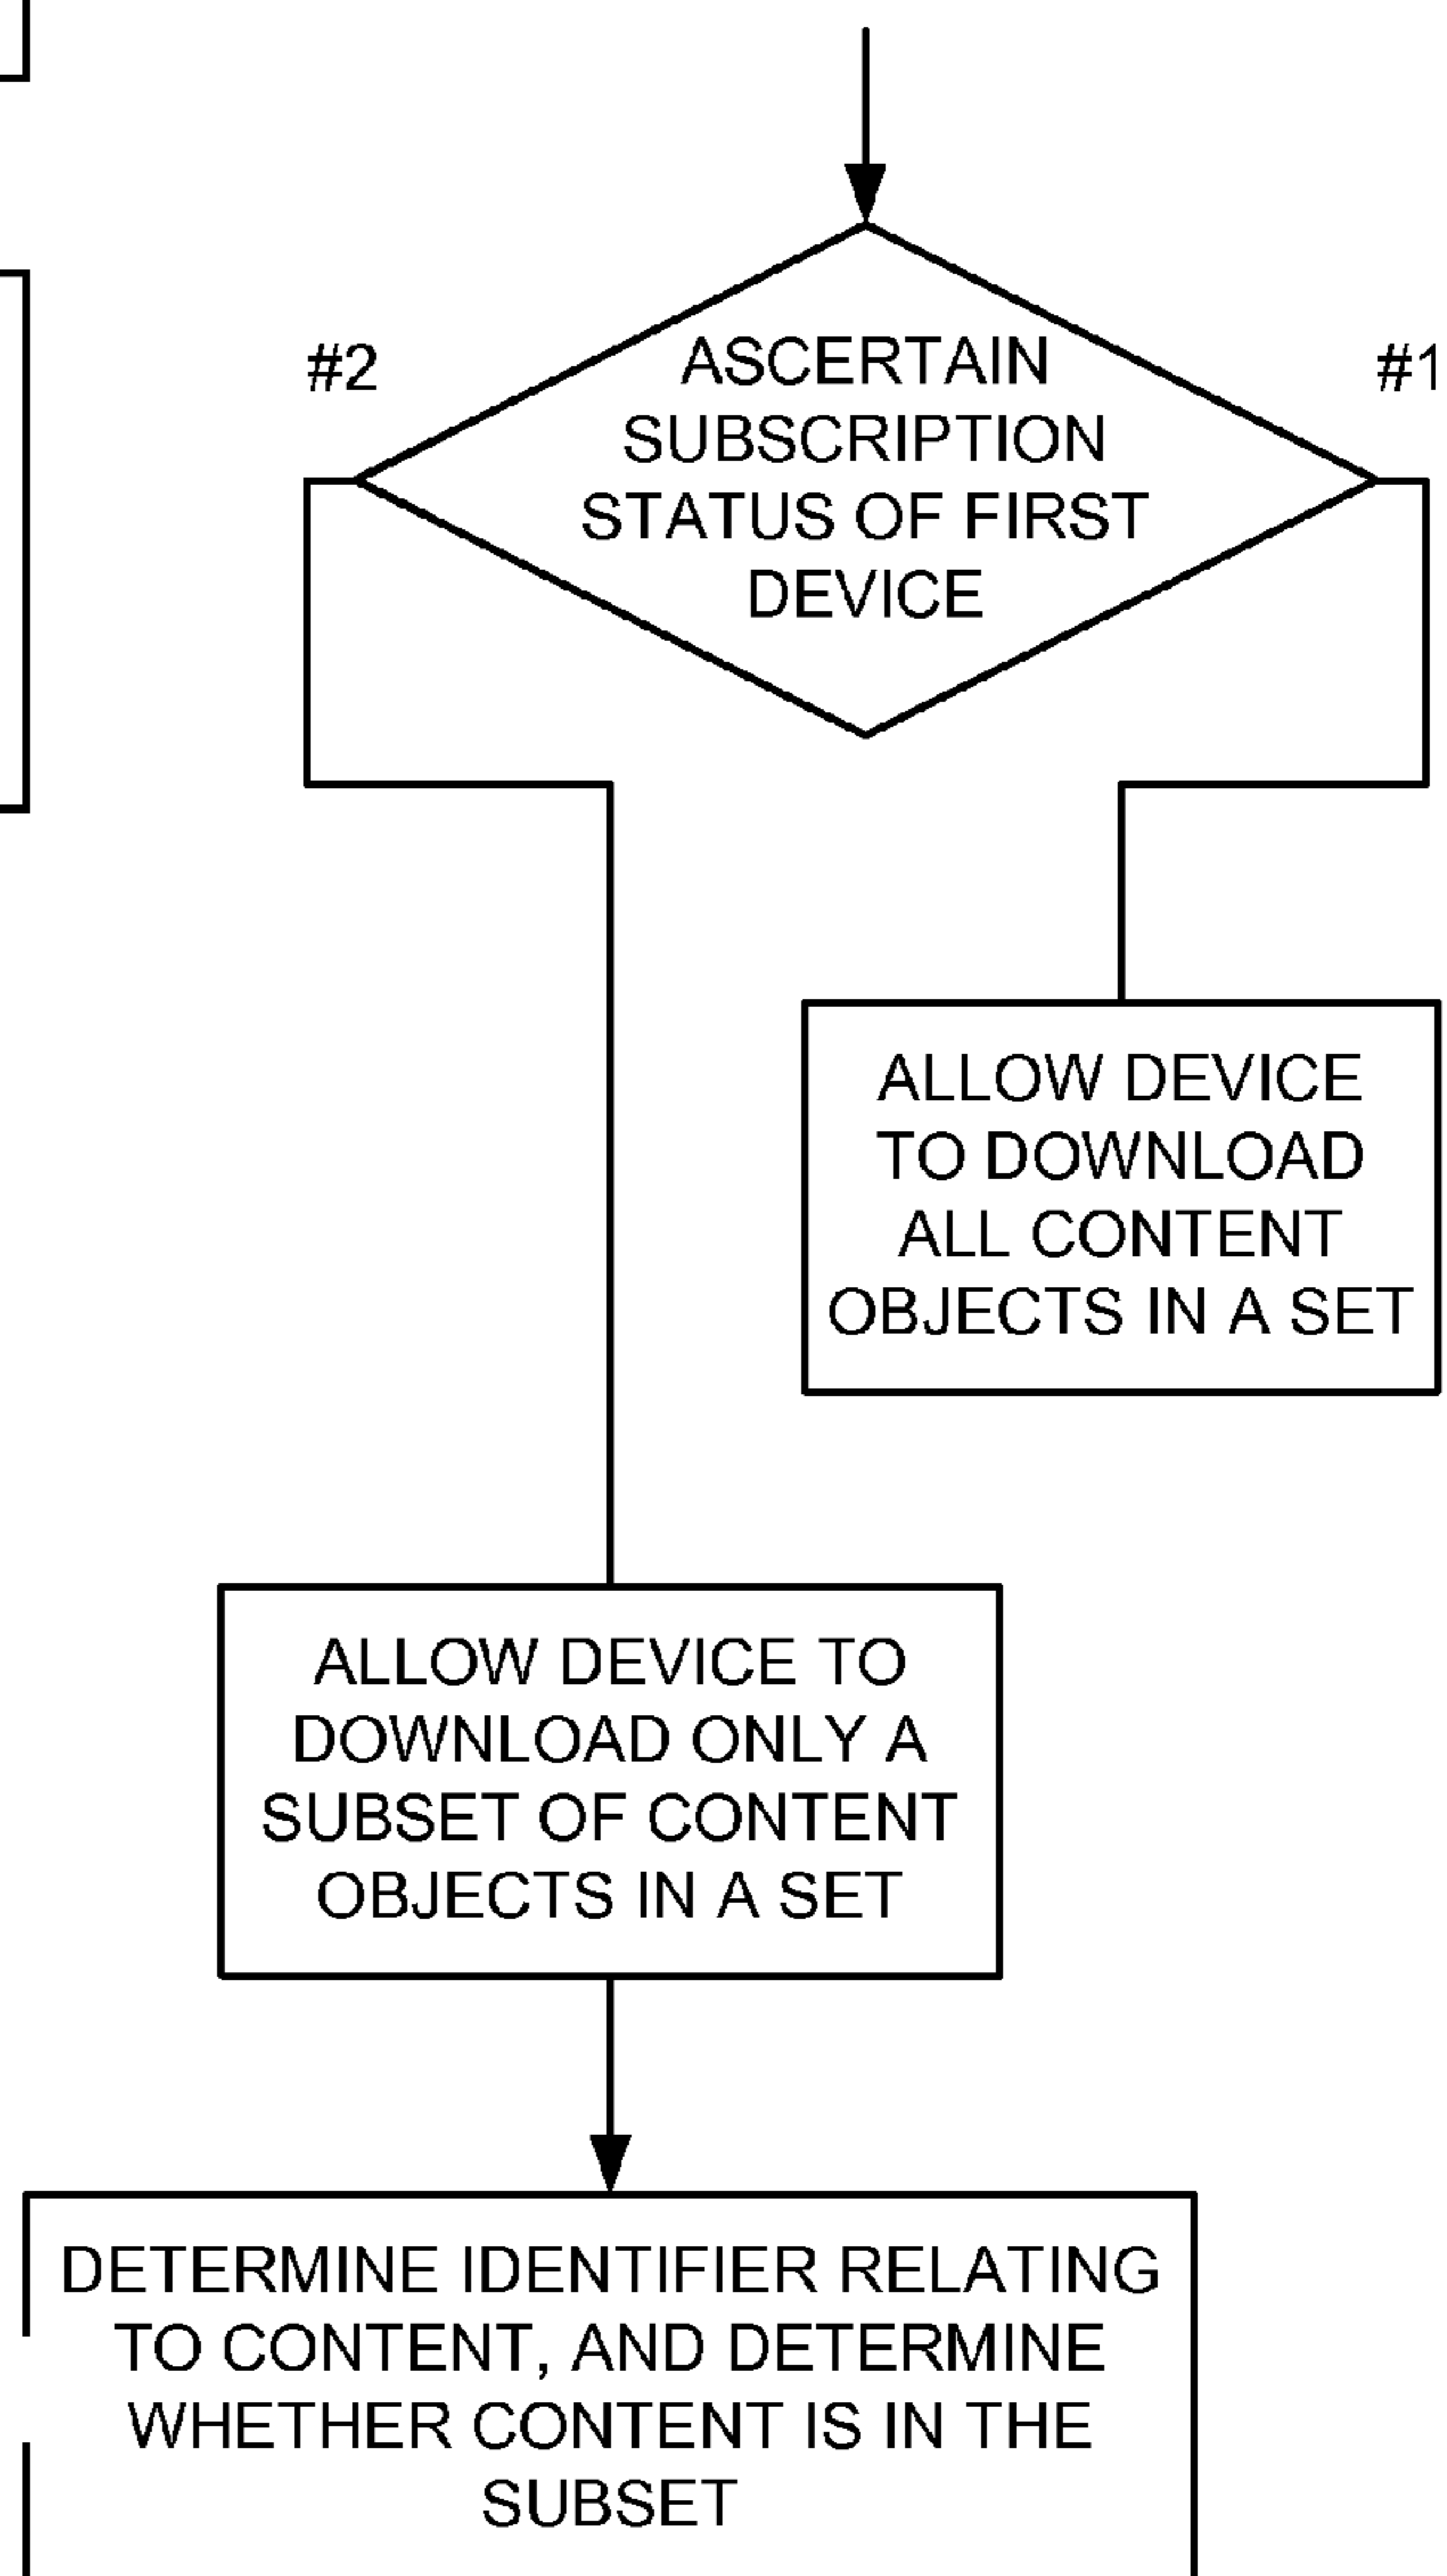 #2
#1
ASCERTAIN
SUBSCRIPTION
STATUS OF FIRST
DEVICE
ALLOW DEVICE
TO DOWNLOAD
ALL CONTENT
OBJECTS IN A SET
ALLOW DEVICE TO
DOWNLOAD ONLY A
SUBSET OF CONTENT
OBJECTS IN A SET
DETERMINE IDENTIFIER RELATING
TO CONTENT, AND DETERMINE
WHETHER CONTENT IS IN THE
SUBSET